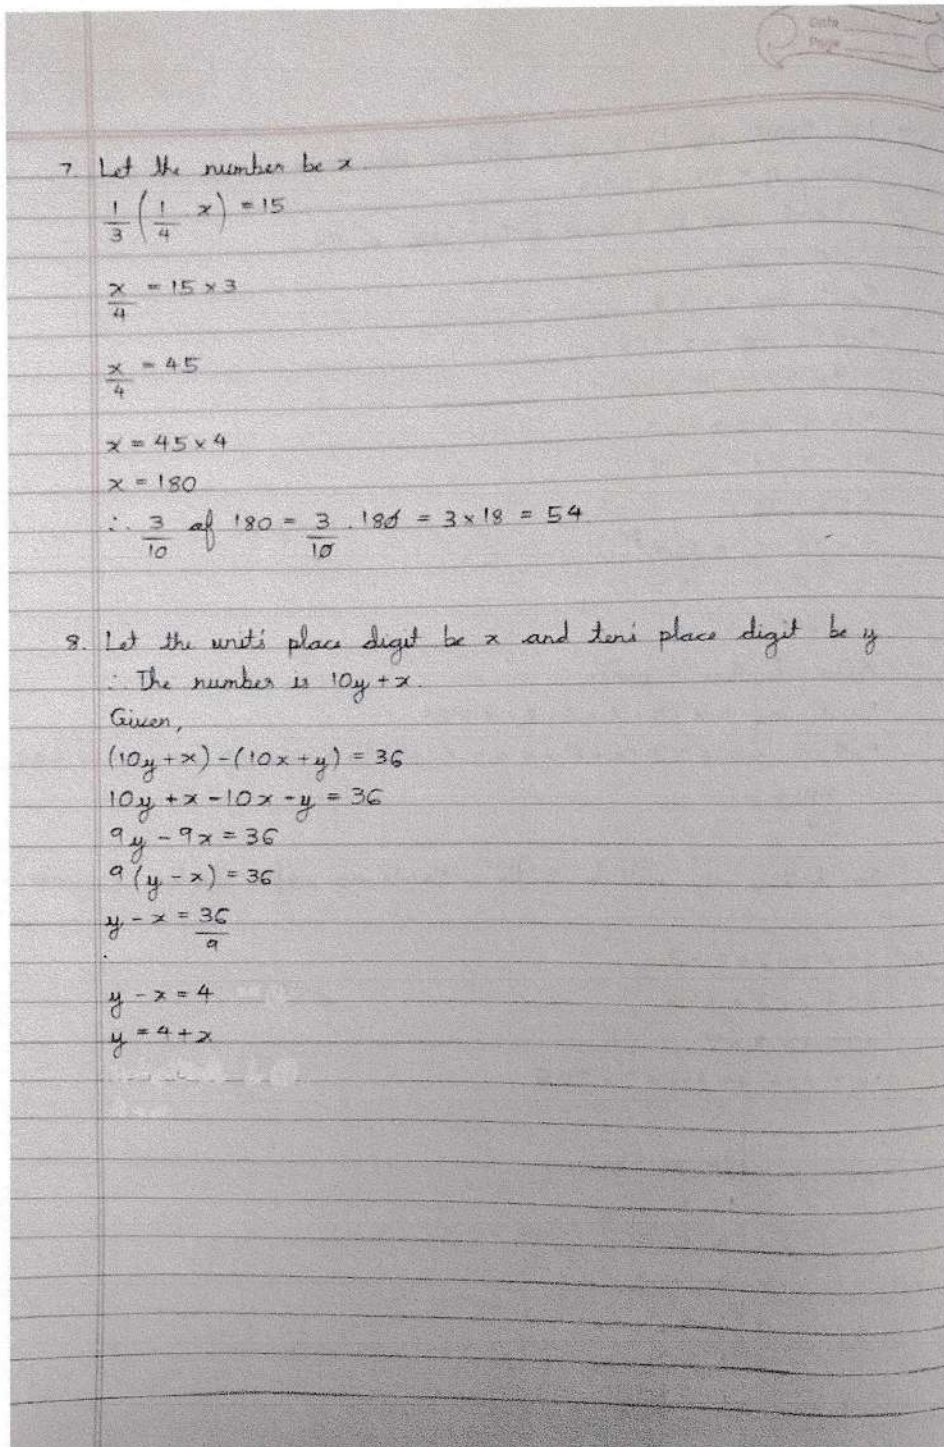 Date
Page
7 Let the number be x
1/3 (1/4 x) = 15
x/4 = 15 × 3
x/4 = 45
x = 45 × 4
x = 180
∴ 3/10 of 180 = 3/10 . 180 = 3 × 18 = 54
8. Let the unit's place digit be x and ten's place digit be y
∴ The number is 10y + x.
Given,
(10y + x) - (10x + y) = 36
10y + x - 10x - y = 36
9y - 9x = 36
9(y - x) = 36
y - x = 36/9
y - x = 4
y = 4 + x